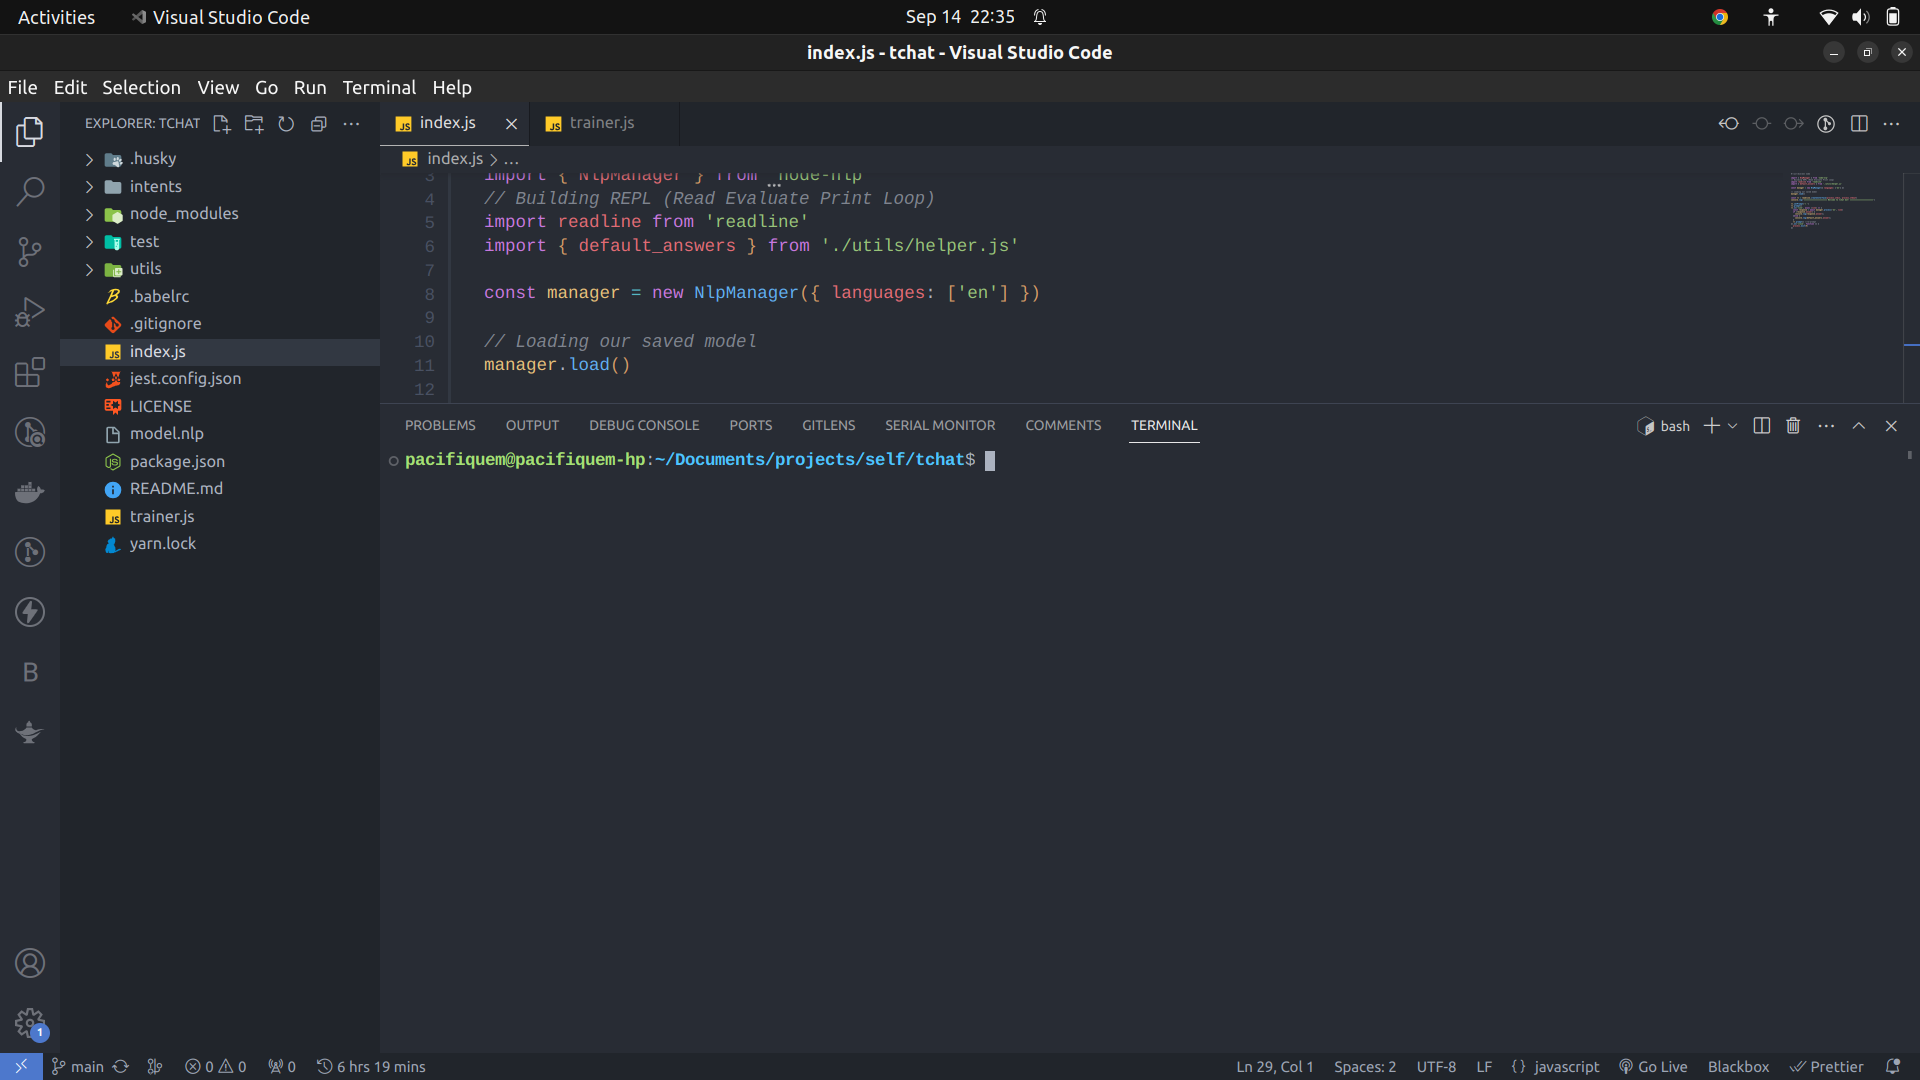 Activities
Visual Studio Code
Sep 14 22:35
index.js - tchat - Visual Studio Code
File Edit Selection View Go Run Terminal Help
EXPLORER: TCHAT
.husky
intents
node_modules
test
utils
.babelrc
.gitignore
index.js
jest.config.json
LICENSE
model.nlp
package.json
README.md
trainer.js
yarn.lock
index.js
trainer.js
index.js > ...
3 import { NlpManager } from 'node-nlp'
4 // Building REPL (Read Evaluate Print Loop)
5 import readline from 'readline'
6 import { default_answers } from './utils/helper.js'
7
8 const manager = new NlpManager({ languages: ['en'] })
9
10 // Loading our saved model
11 manager.load()
12
PROBLEMS OUTPUT DEBUG CONSOLE PORTS GITLENS SERIAL MONITOR COMMENTS TERMINAL
bash
pacifiquem@pacifiquem-hp:~/Documents/projects/self/tchat$
B
1
main 0 0 0 6 hrs 19 mins
Ln 29, Col 1 Spaces: 2 UTF-8 LF {} javascript Go Live Blackbox Prettier